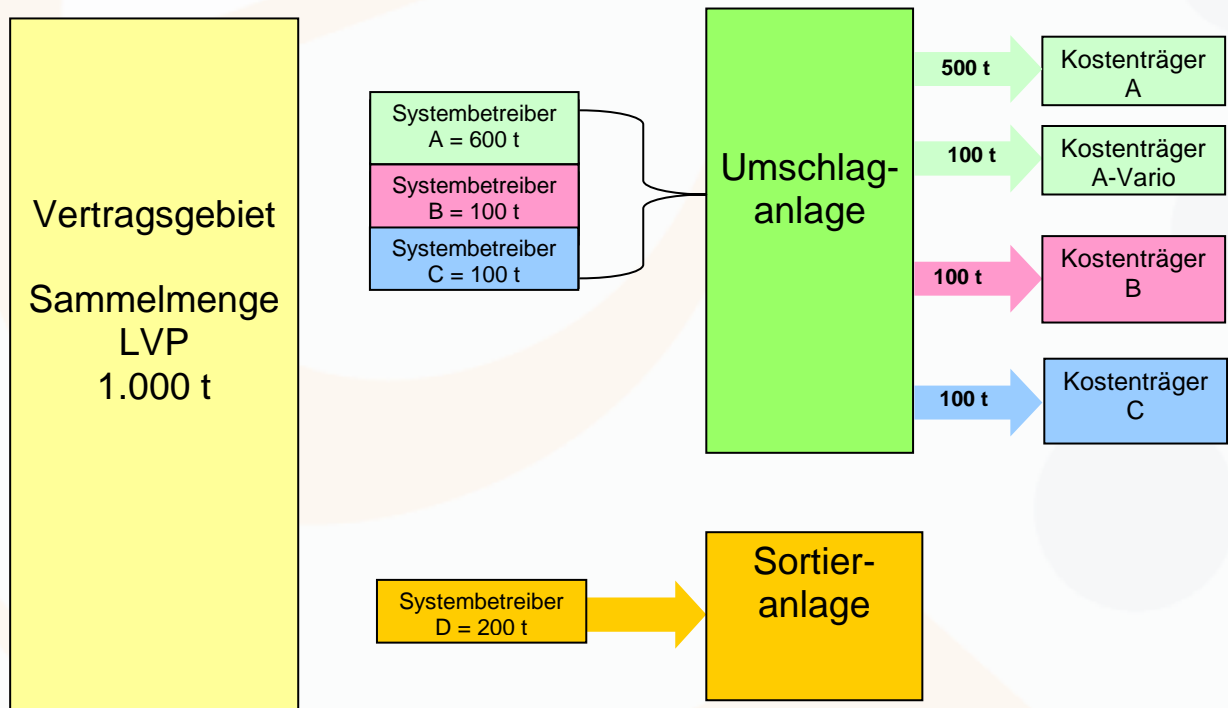 Vertragsgebiet
Sammelmenge
LVP
1.000 t
Systembetreiber
A = 600 t
Systembetreiber
B = 100 t
Systembetreiber
C = 100 t
Umschlag-
anlage
500 t
Kostenträger
A
100 t
Kostenträger
A-Vario
100 t
Kostenträger
B
100 t
Kostenträger
C
Systembetreiber
D = 200 t
Sortier-
anlage